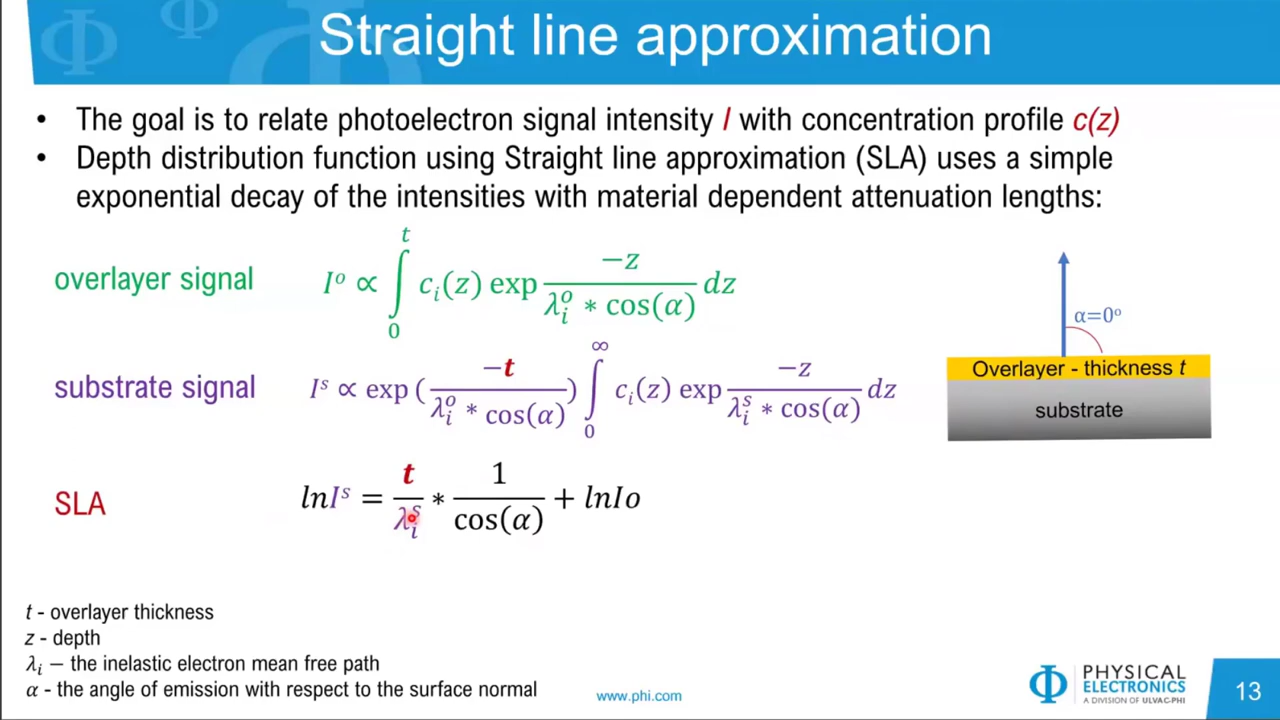 Straight line approximation
• The goal is to relate photoelectron signal intensity I with concentration profile c(z)
• Depth distribution function using Straight line approximation (SLA) uses a simple
exponential decay of the intensities with material dependent attenuation lengths:
overlayer signal I^o ∝ ∫_0^t c_i(z) exp (−z)/(λ_i^o * cos(α)) dz
substrate signal I^s ∝ exp ((−t)/(λ_i^o * cos(α))) ∫_0^∞ c_i(z) exp (−z)/(λ_i^s * cos(α)) dz
SLA lnI^s = t/λ_i^s * 1/cos(α) + lnIo
α=0°
Overlayer - thickness t
substrate
t - overlayer thickness
z - depth
λ_i – the inelastic electron mean free path
α - the angle of emission with respect to the surface normal
www.phi.com
PHYSICAL
ELECTRONICS
A DIVISION OF ULVAC-PHI
13